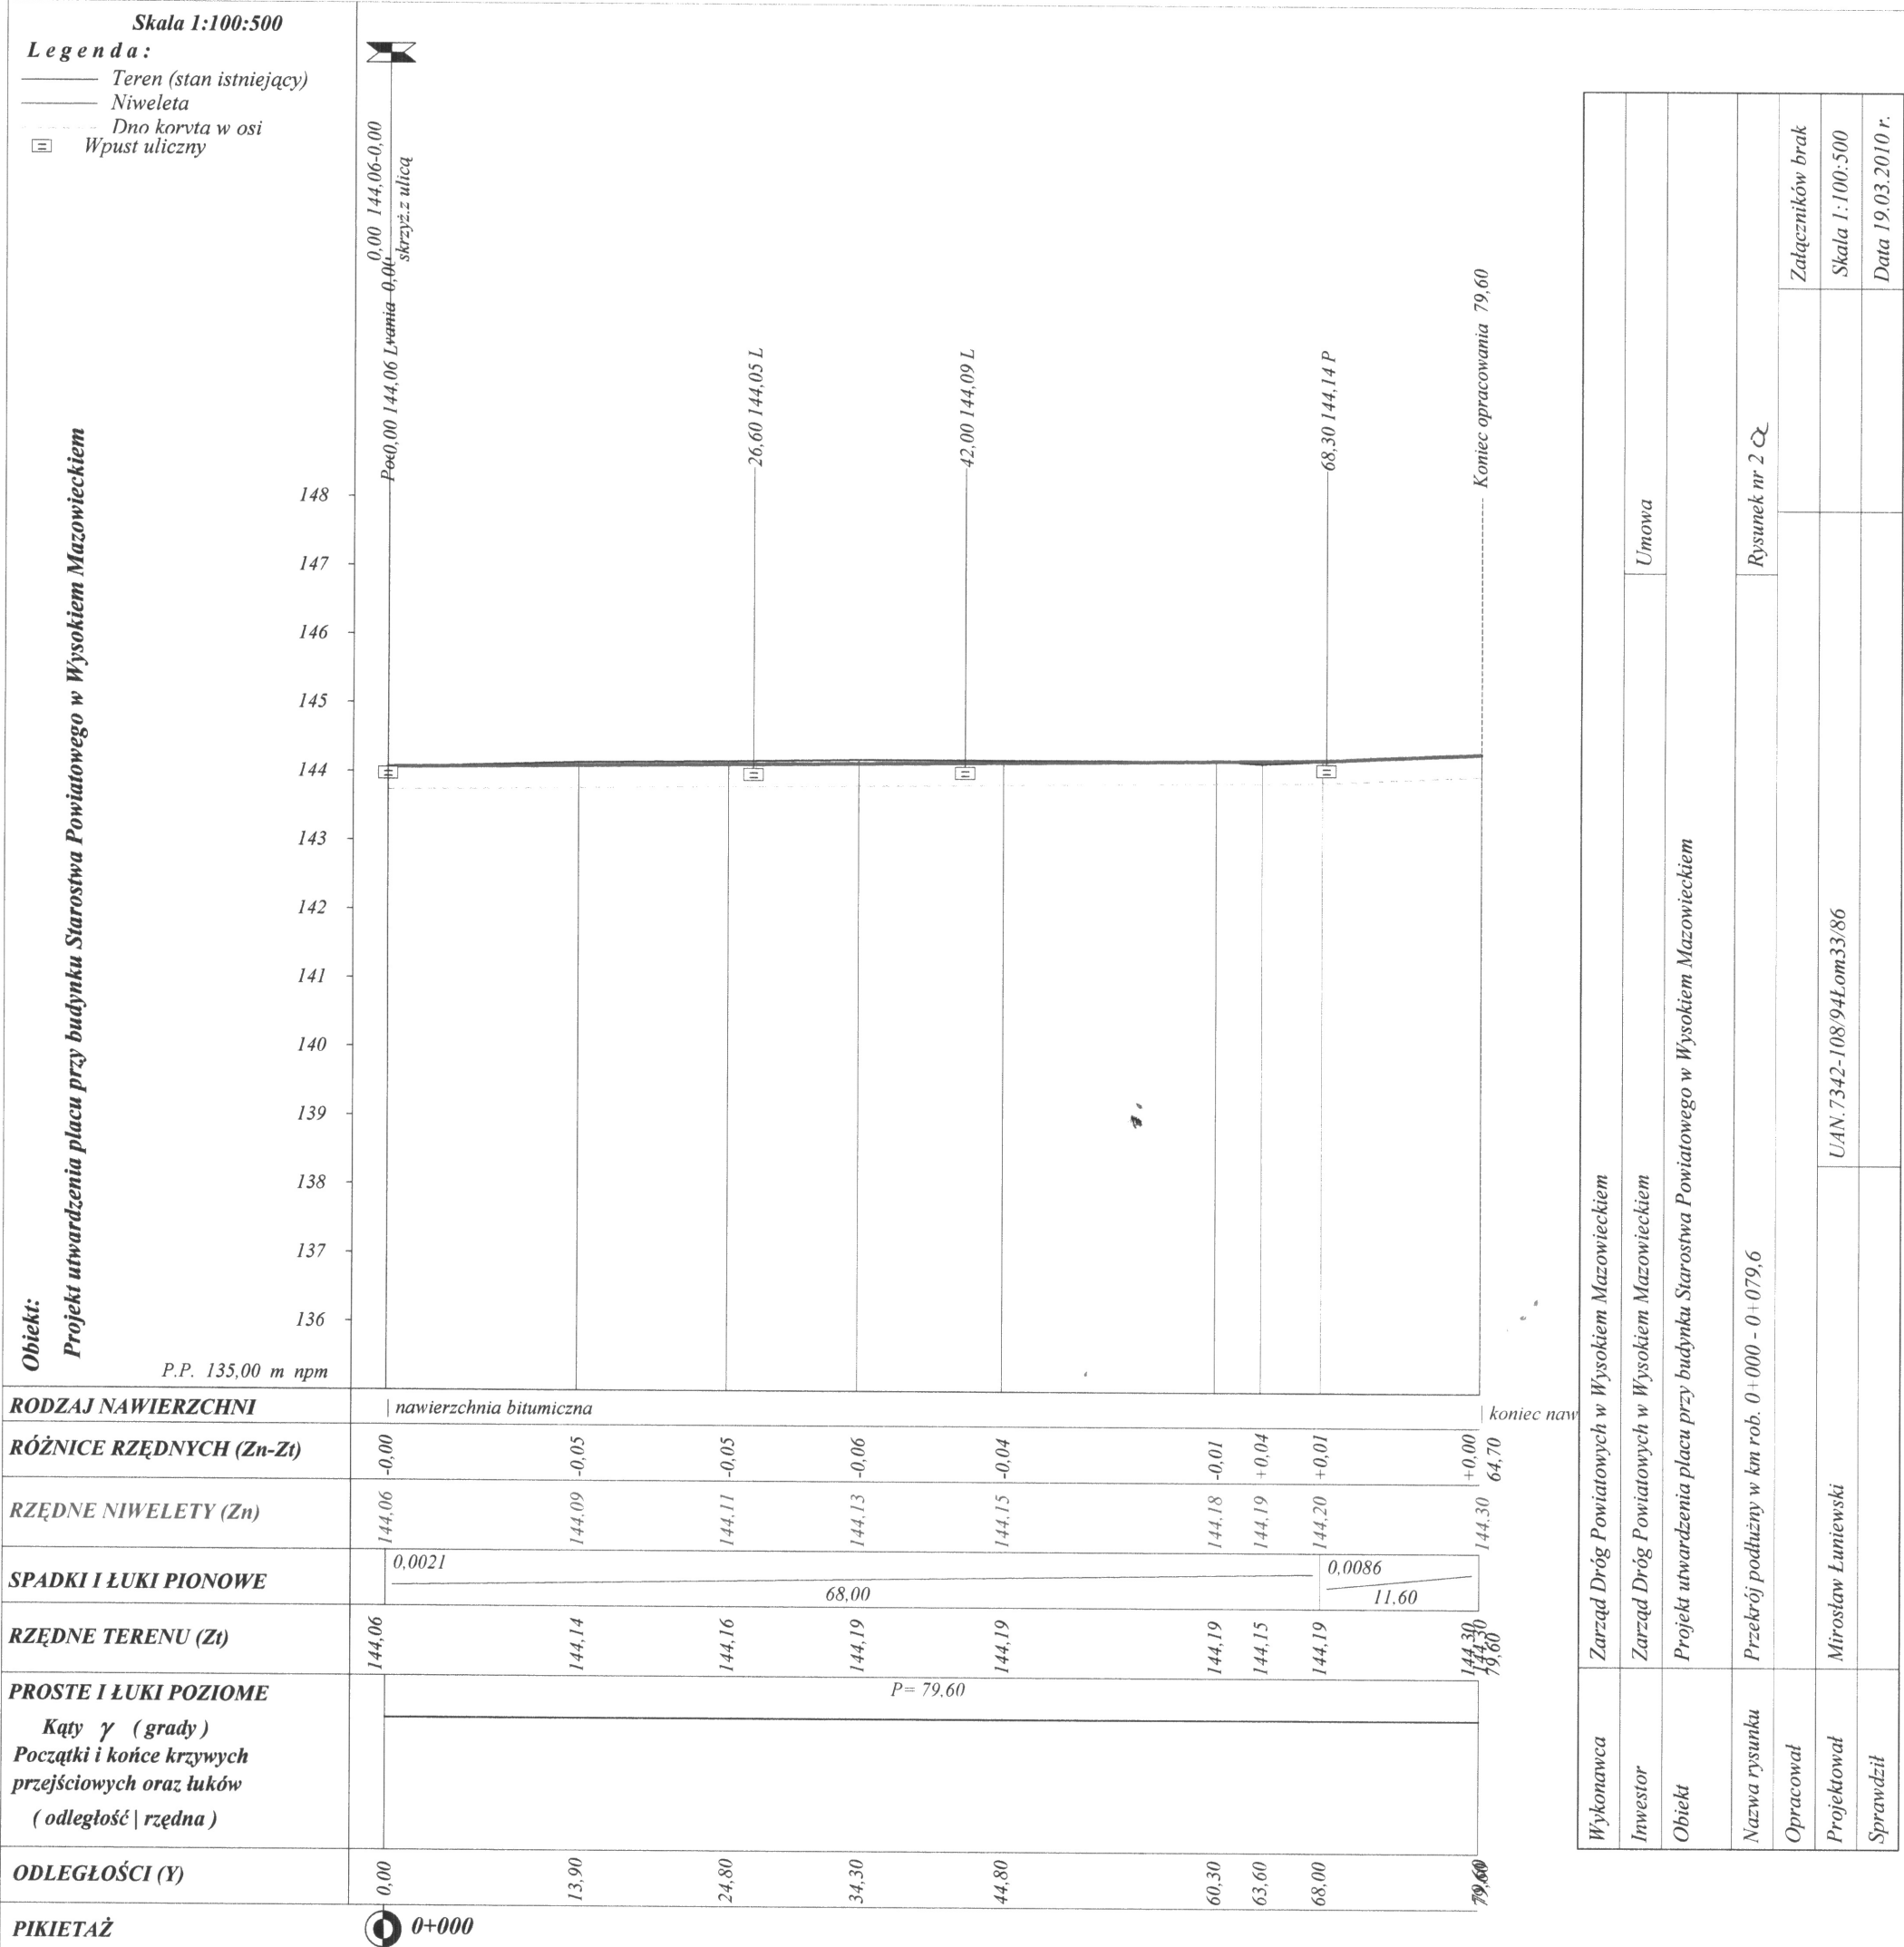 Skala 1:100:500
Legenda:
Teren (stan istniejący)
Niweleta
Dno koryta w osi
Wpust uliczny
Obiekt:
Projekt utwardzenia placu przy budynku Starostwa Powiatowego w Wysokiem Mazowieckiem
0,00 144,06-0,00
skrzyż.z ulicą
0,00 144,06 L
26,60 144,05 L
42,00 144,09 L
68,30 144,14 P
Koniec opracowania 79,60
148
147
146
145
144
143
142
141
140
139
138
137
136
P.P. 135,00 m npm
RODZAJ NAWIERZCHNI
nawierzchnia bitumiczna
koniec naw
RÓŻNICE RZĘDNYCH (Zn-Zt)
-0,00 -0,05 -0,05 -0,06 -0,04 -0,01 +0,04 +0,01 +0,00
64,70
RZĘDNE NIWELETY (Zn)
144,06 144,09 144,11 144,13 144,15 144,18 144,19 144,20 144,30
SPADKI I ŁUKI PIONOWE
0,0021
68,00
0,0086
11,60
RZĘDNE TERENU (Zt)
144,06 144,14 144,16 144,19 144,19 144,19 144,15 144,19 144,30
144,30
79,60
PROSTE I ŁUKI POZIOME
P= 79,60
Kąty γ (grady)
Początki i końce krzywych
przejściowych oraz łuków
(odległość | rzędna)
ODLEGŁOŚCI (Y)
0,00 13,90 24,80 34,30 44,80 60,30 63,60 68,00 79,60
PIKIETAŻ
0+000
Wykonawca Zarząd Dróg Powiatowych w Wysokiem Mazowieckiem
Inwestor Zarząd Dróg Powiatowych w Wysokiem Mazowieckiem Umowa
Obiekt Projekt utwardzenia placu przy budynku Starostwa Powiatowego w Wysokiem Mazowieckiem
Nazwa rysunku Przekrój podłużny w km rob. 0+000 - 0+079,6 Rysunek nr 2 a
Opracował Załączników brak
Projektował Mirosław Łuniewski UAN.7342-108/94Łom33/86 Skala 1:100:500
Sprawdził Data 19.03.2010 r.